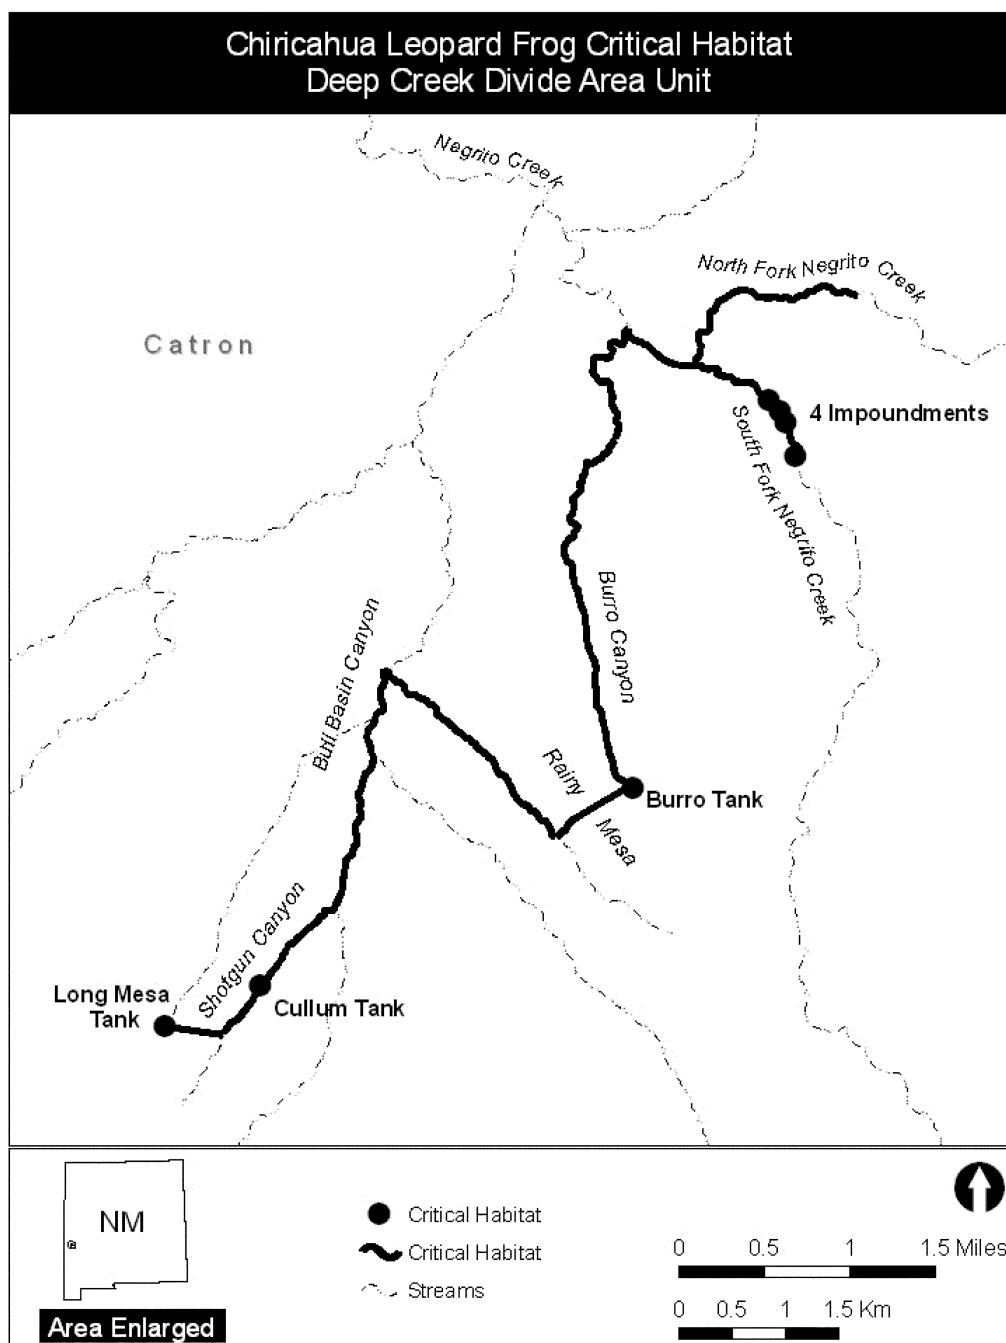 Chiricahua Leopard Frog Critical Habitat
Deep Creek Divide Area Unit
Negrito Creek
North Fork Negrito Creek
Catron
4 Impoundments
South Fork Negrito Creek
Burro Canyon
Bull Basin Canyon
Rainy
Mesa
Burro Tank
Shotgun Canyon
Long Mesa
Tank
Cullum Tank
NM
Area Enlarged
Critical Habitat
Critical Habitat
Streams
0 0.5 1 1.5 Miles
0 0.5 1 1.5 Km